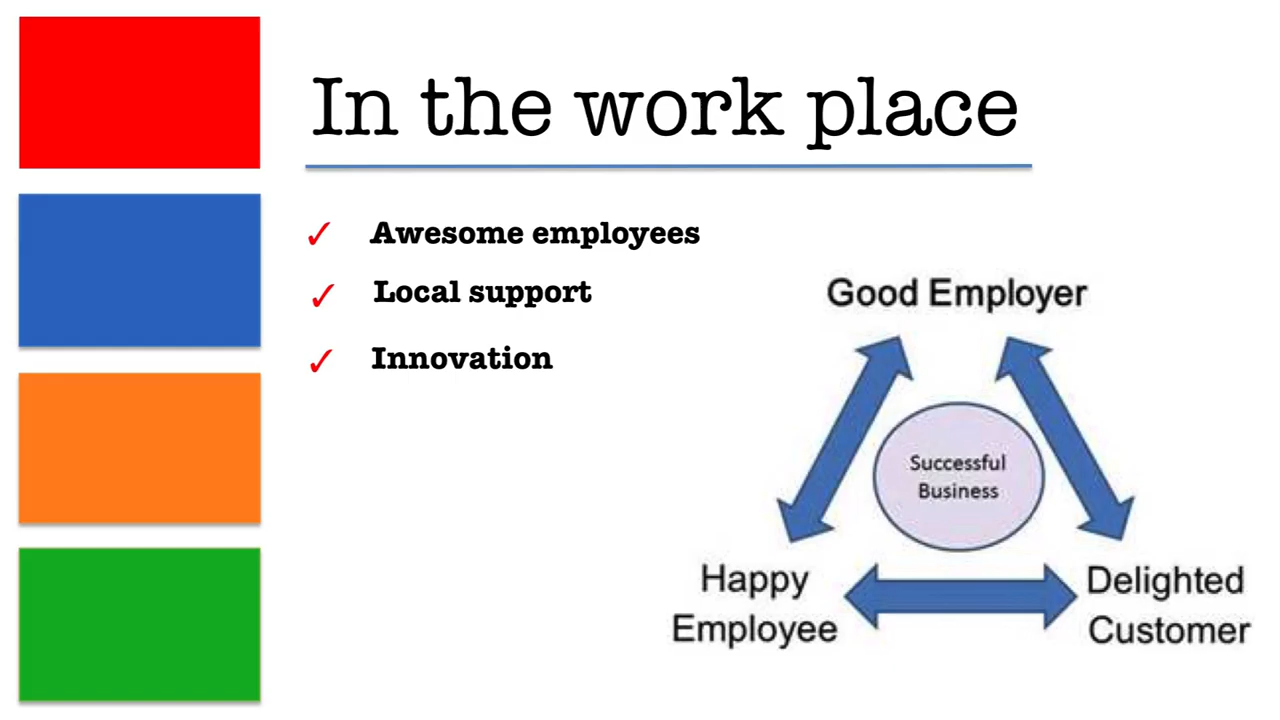 In the work place
✓ Awesome employees
✓ Local support
✓ Innovation
Good Employer
Successful
Business
Happy
Employee
Delighted
Customer